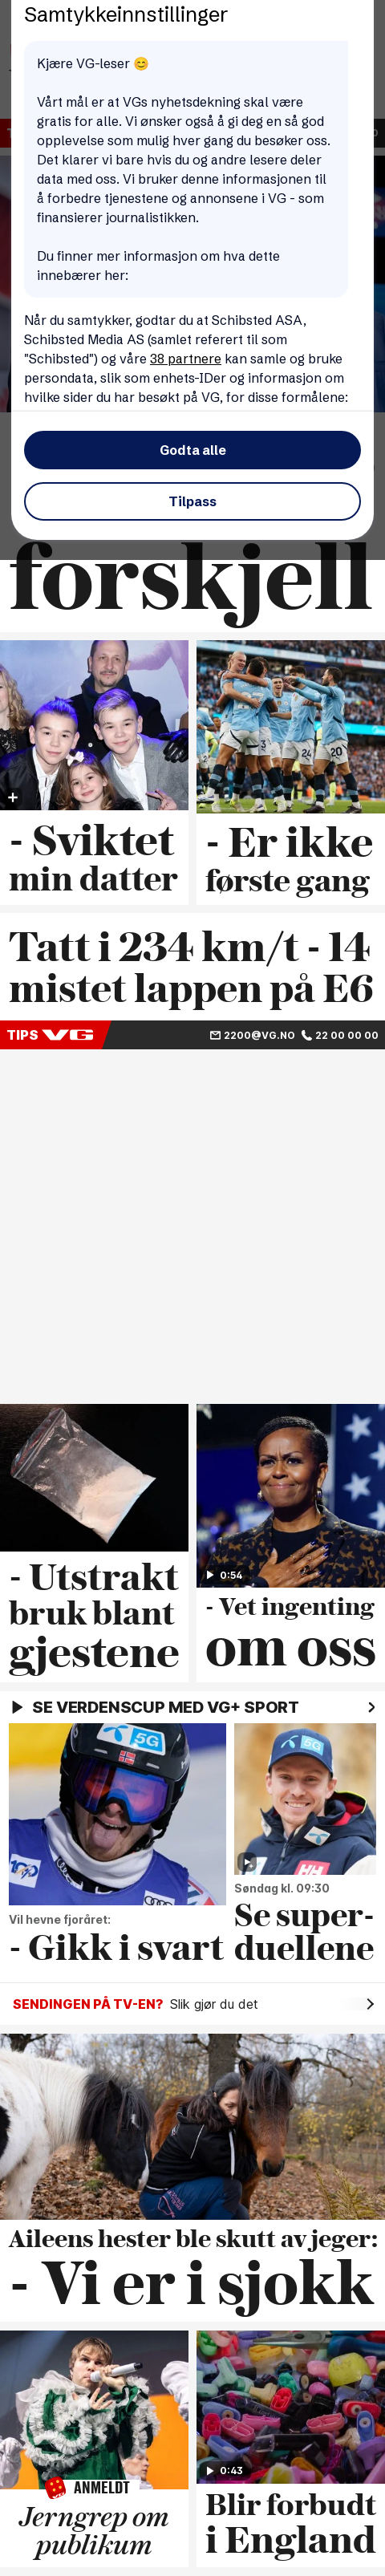 Samtykkeinnstillinger
Kjære VG-leser 😊
Vårt mål er at VGs nyhetsdekning skal være
gratis for alle. Vi ønsker også å gi deg en så god
opplevelse som mulig hver gang du besøker oss.
Det klarer vi bare hvis du og andre lesere deler
data med oss. Vi bruker denne informasjonen til
å forbedre tjenestene og annonsene i VG - som
finansierer journalistikken.
Du finner mer informasjon om hva dette
innebærer her:
Når du samtykker, godtar du at Schibsted ASA,
Schibsted Media AS (samlet referert til som
"Schibsted") og våre 38 partnere kan samle og bruke
persondata, slik som enhets-IDer og informasjon om
hvilke sider du har besøkt på VG, for disse formålene:
Godta alle
Tilpass
forskjell
- Sviktet
min datter
- Er ikke
første gang
Tatt i 234 km/t - 14
mistet lappen på E6
TIPS VG 2200@VG.NO 22 00 00 00
- Utstrakt
bruk blant
gjestene
0:54
- Vet ingenting
om oss
SE VERDENSCUP MED VG+ SPORT
5G
Vil hevne fjoråret:
- Gikk i svart
5G
HH
Søndag kl. 09:30
Se super-
duellene
SENDINGEN PÅ TV-EN? Slik gjør du det
Aileens hester ble skutt av jeger:
- Vi er i sjokk
ANMELDT
Jerngrep om
publikum
0:43
Blir forbudt
i England